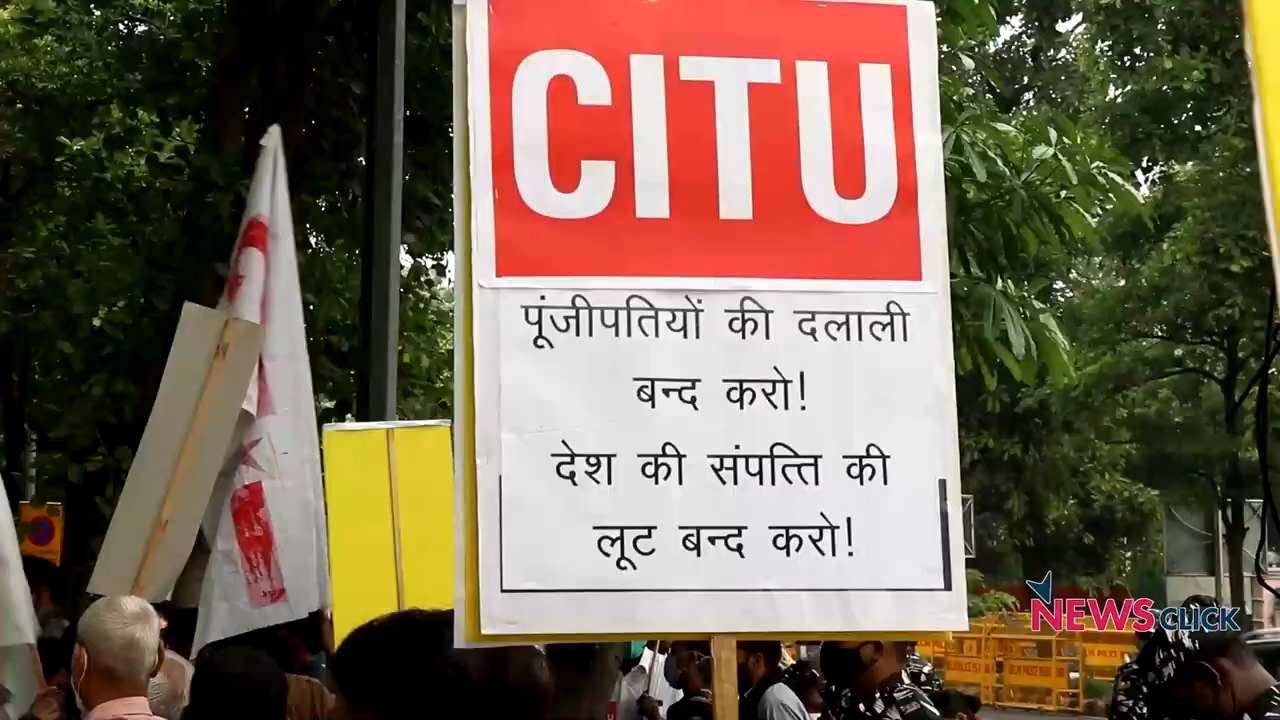 CITU
पूंजीपतियों की दलाली
बन्द करो!
देश की संपत्ति की
लूट बन्द करो!
NEWSCLICK